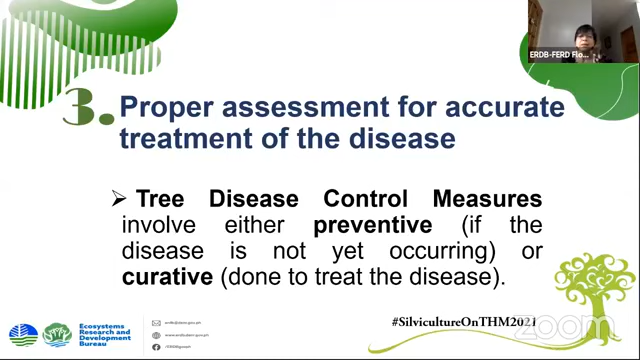 ERDB-FERD Flo...
3. Proper assessment for accurate
treatment of the disease
➢ Tree Disease Control Measures
involve either preventive (if the
disease is not yet occurring) or
curative (done to treat the disease).
Ecosystems
Research and
Development
Bureau
#SilvicultureOnTHM2021
zoom